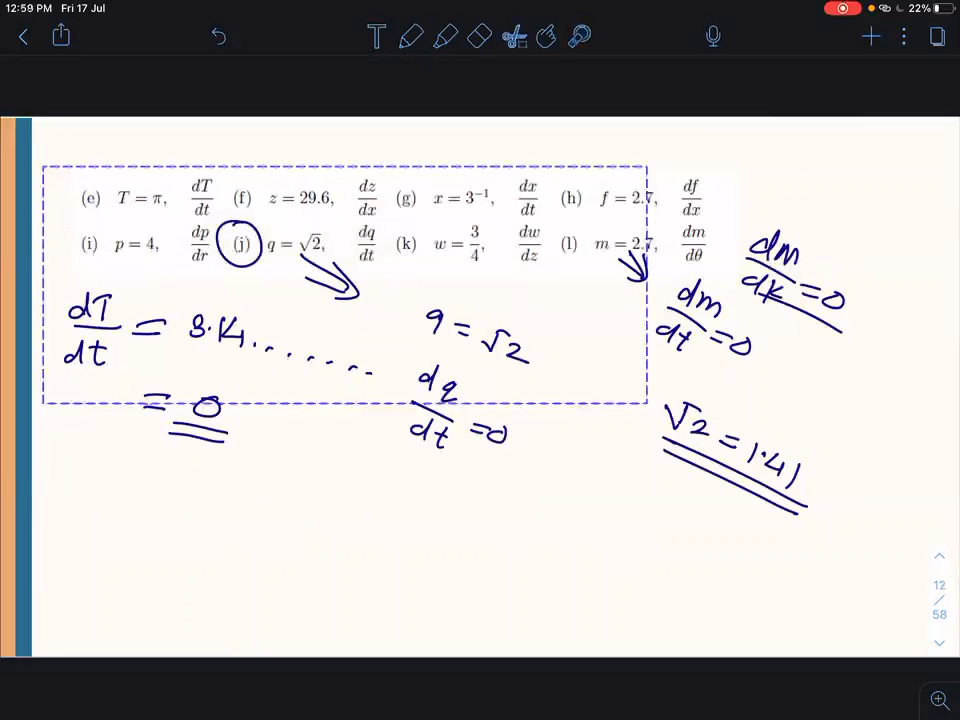 12:59 PM Fri 17 Jul 22%
(e) T = π, dT/dt (f) z = 29.6, dz/dx (g) x = 3⁻¹, dx/dt (h) f = 2.7, df/dx
(i) p = 4, dp/dr (j) q = √2, dq/dt (k) w = 3/4, dw/dz (l) m = 2.7, dm/dθ
dm/dk = 0
dm/dt = 0
dT/dt = 3.14........
= 0
q = √2
dq/dt = 0
√2 = 1.41
12
/
58